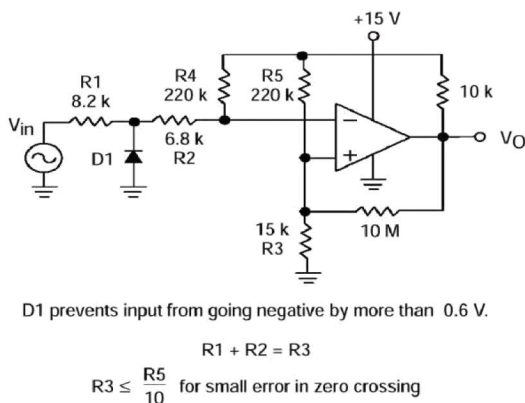 +15 V
R4
220 k
R5
220 k
10 k
R1
8.2 k
Vin
D1
6.8 k
R2
−
+
VO
15 k
R3
10 M
D1 prevents input from going negative by more than 0.6 V.
R1 + R2 = R3
R3 ≤ R5/10 for small error in zero crossing